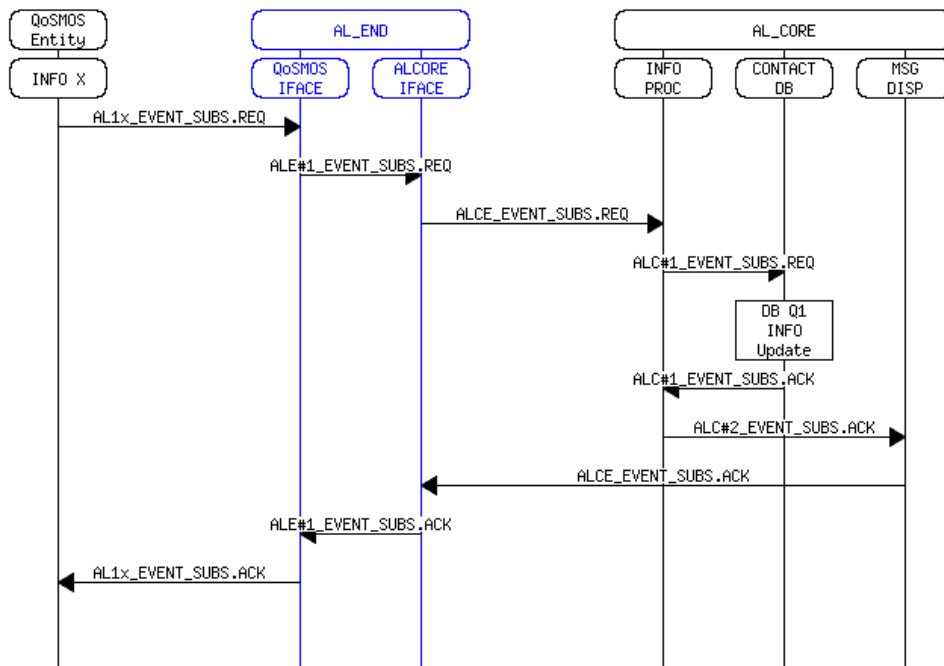 QoSMOS
Entity
AL_END
AL_CORE
INFO X
QoSMOS
IFACE
ALCORE
IFACE
INFO
PROC
CONTACT
DB
MSG
DISP
AL1x_EVENT_SUBS.REQ
ALE#1_EVENT_SUBS.REQ
ALCE_EVENT_SUBS.REQ
ALC#1_EVENT_SUBS.REQ
DB Q1
INFO
Update
ALC#1_EVENT_SUBS.ACK
ALC#2_EVENT_SUBS.ACK
ALCE_EVENT_SUBS.ACK
ALE#1_EVENT_SUBS.ACK
AL1x_EVENT_SUBS.ACK